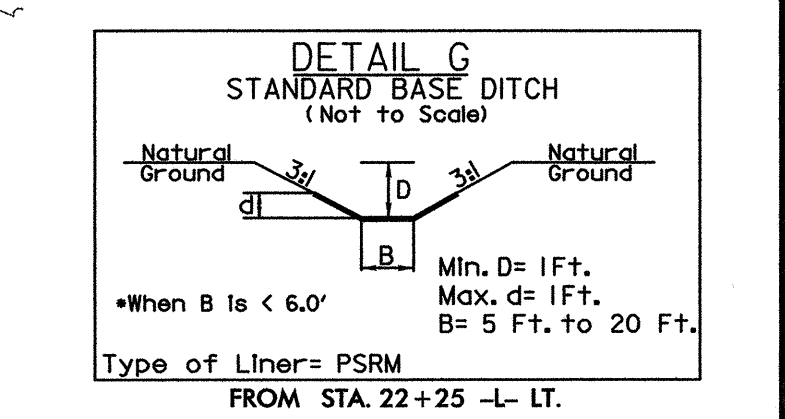 DETAIL G
STANDARD BASE DITCH
(Not to Scale)
Natural
Ground
3:1
D
3:1
Natural
Ground
d
B
Min. D= 1Ft.
Max. d= 1Ft.
B= 5 Ft. to 20 Ft.
*When B is < 6.0'
Type of Liner= PSRM
FROM STA. 22+25 -L- LT.